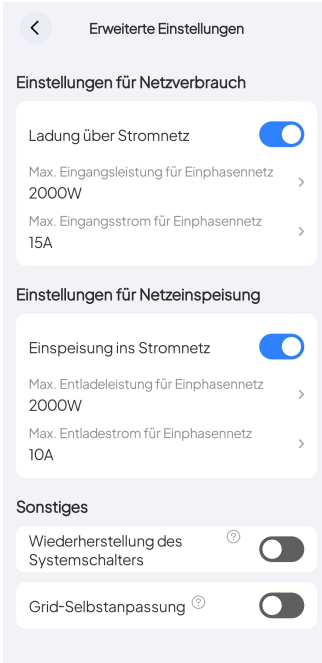 Erweiterte Einstellungen
Einstellungen für Netzverbrauch
Ladung über Stromnetz
Max. Eingangsleistung für Einphasennetz
2000W
Max. Eingangsstrom für Einphasennetz
15A
Einstellungen für Netzeinspeisung
Einspeisung ins Stromnetz
Max. Entladeleistung für Einphasennetz
2000W
Max. Entladestrom für Einphasennetz
10A
Sonstiges
Wiederherstellung des
Systemschalters
Grid-Selbstanpassung